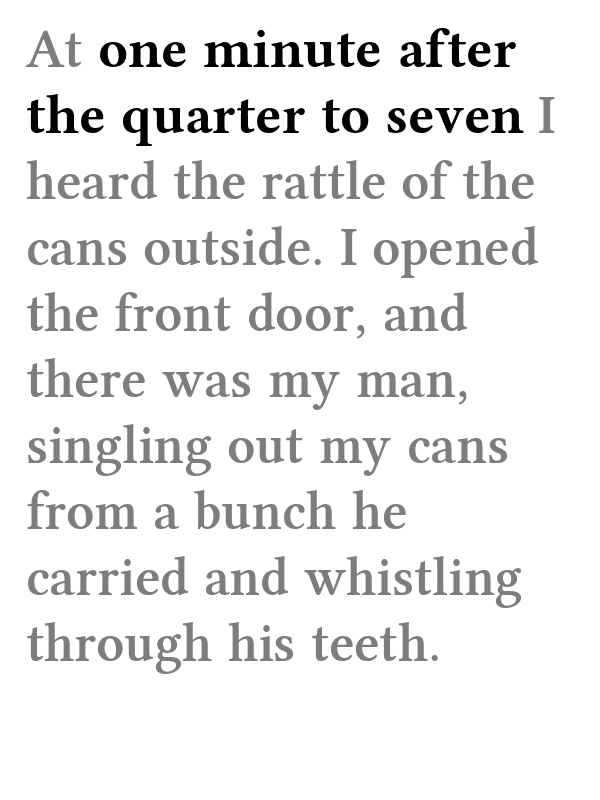 At one minute after
the quarter to seven I
heard the rattle of the
cans outside. I opened
the front door, and
there was my man,
singling out my cans
from a bunch he
carried and whistling
through his teeth.